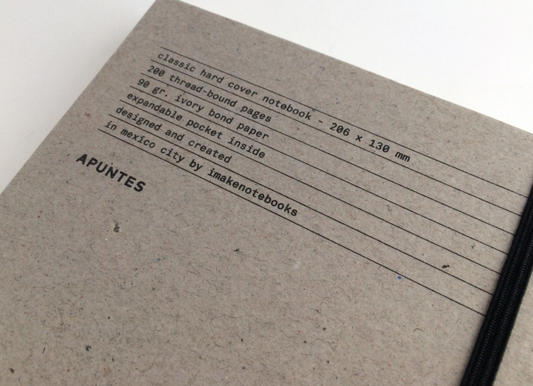 classic hard cover notebook - 206 x 130 mm
200 thread-bound pages
90 gr. ivory bond paper
expandable pocket inside
designed and created
in mexico city by imakenotebooks
APUNTES